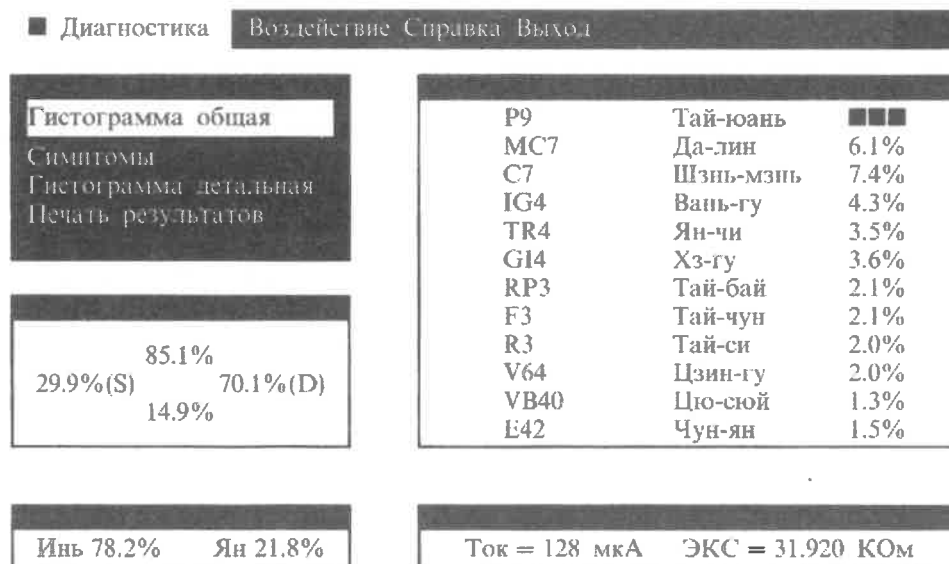 Диагностика Воздействие Справка Выход
Гистограмма общая
Симптомы
Гистограмма детальная
Печать результатов
85.1%
29.9%(S) 70.1%(D)
14.9%
Инь 78.2% Ян 21.8%
P9 Тай-юань
MC7 Да-лин 6.1%
C7 Шэнь-мэнь 7.4%
IG4 Вань-гу 4.3%
TR4 Ян-чи 3.5%
GI4 Хэ-гу 3.6%
RP3 Тай-бай 2.1%
F3 Тай-чун 2.1%
R3 Тай-си 2.0%
V64 Цзин-гу 2.0%
VB40 Цю-сюй 1.3%
E42 Чун-ян 1.5%
Ток = 128 мкА ЭКС = 31.920 КОм